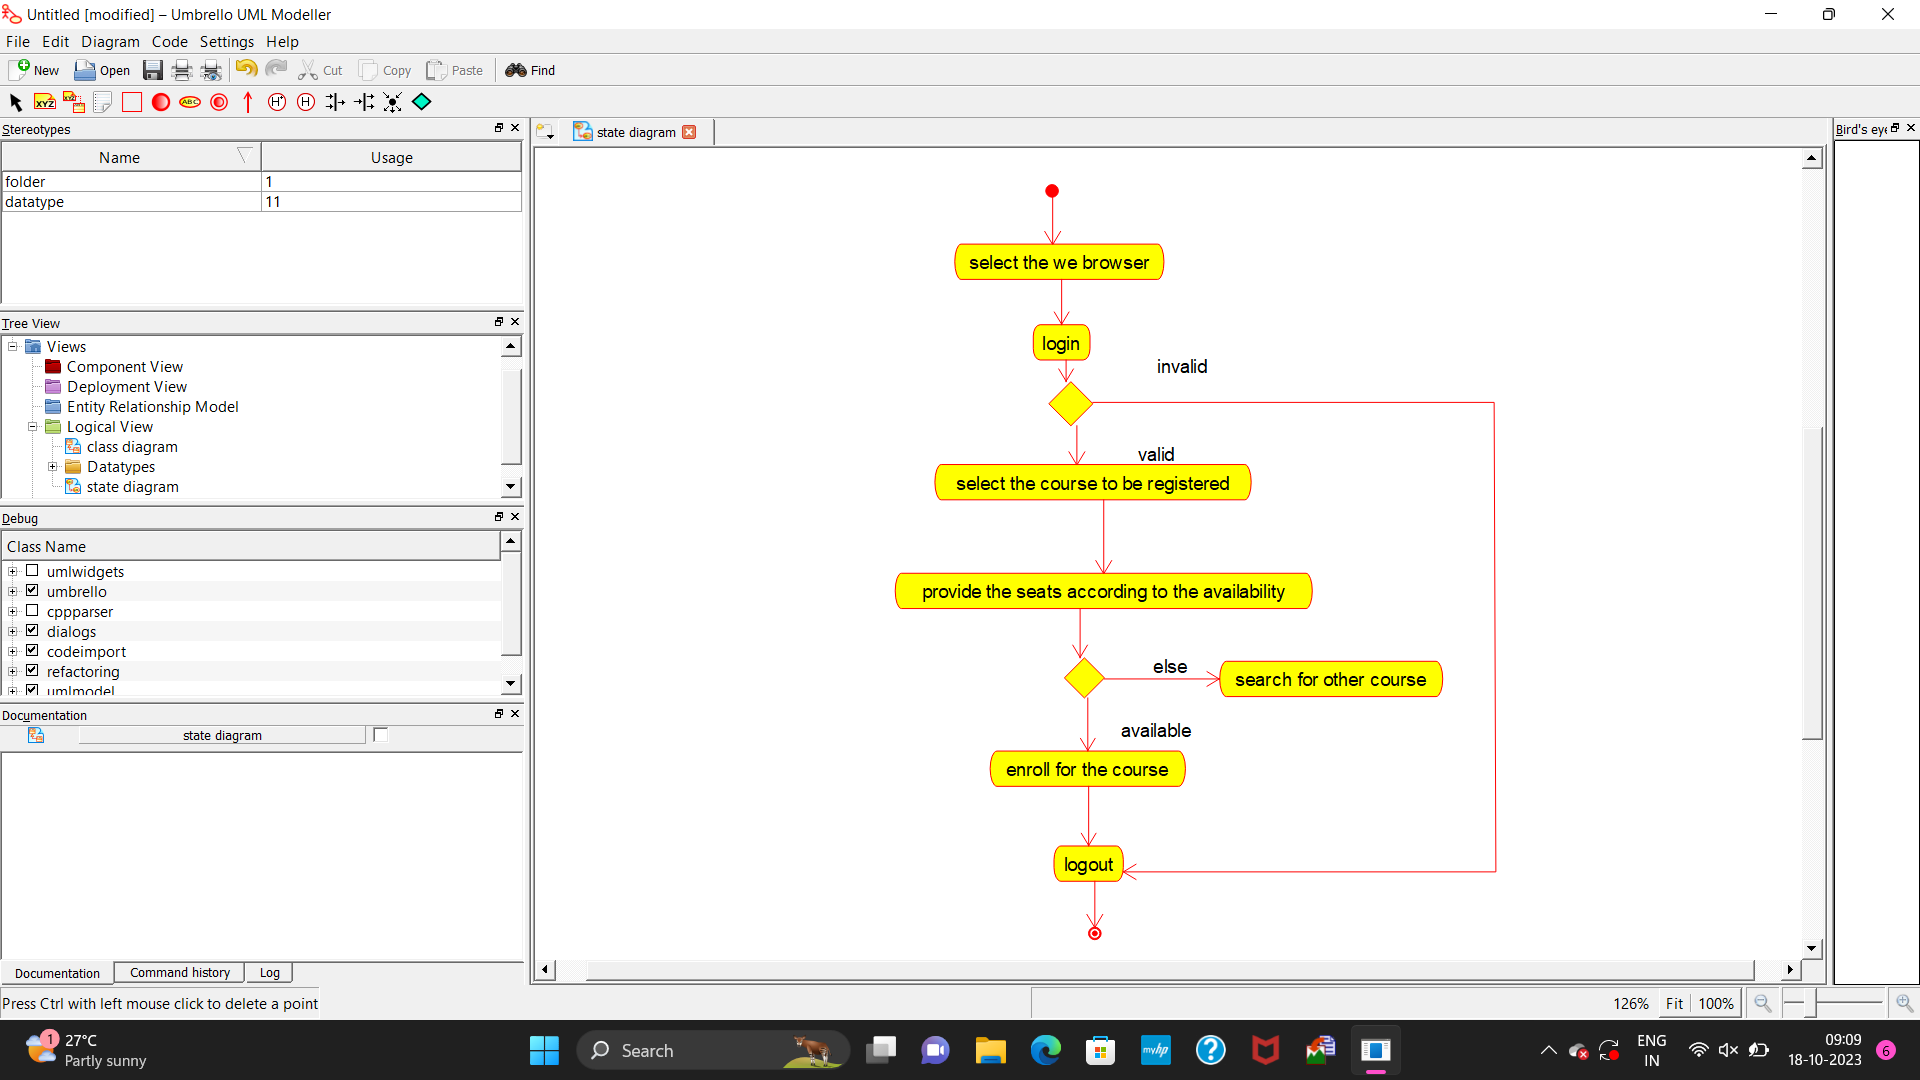 Untitled [modified] – Umbrello UML Modeller
File Edit Diagram Code Settings Help
New Open Cut Copy Paste Find
XYZ XYZ ABC H* H
Stereotypes
Name Usage
folder 1
datatype 11
Tree View
Views
Component View
Deployment View
Entity Relationship Model
Logical View
class diagram
Datatypes
state diagram
Debug
Class Name
umlwidgets
umbrello
cppparser
dialogs
codeimport
refactoring
umlmodel
Documentation
state diagram
Documentation Command history Log
Press Ctrl with left mouse click to delete a point
state diagram
select the we browser
login
invalid
valid
select the course to be registered
provide the seats according to the availability
else
search for other course
available
enroll for the course
logout
Bird's eye
126% Fit 100%
1
27°C
Partly sunny
Search
myhp
ENG
IN
09:09
18-10-2023
6